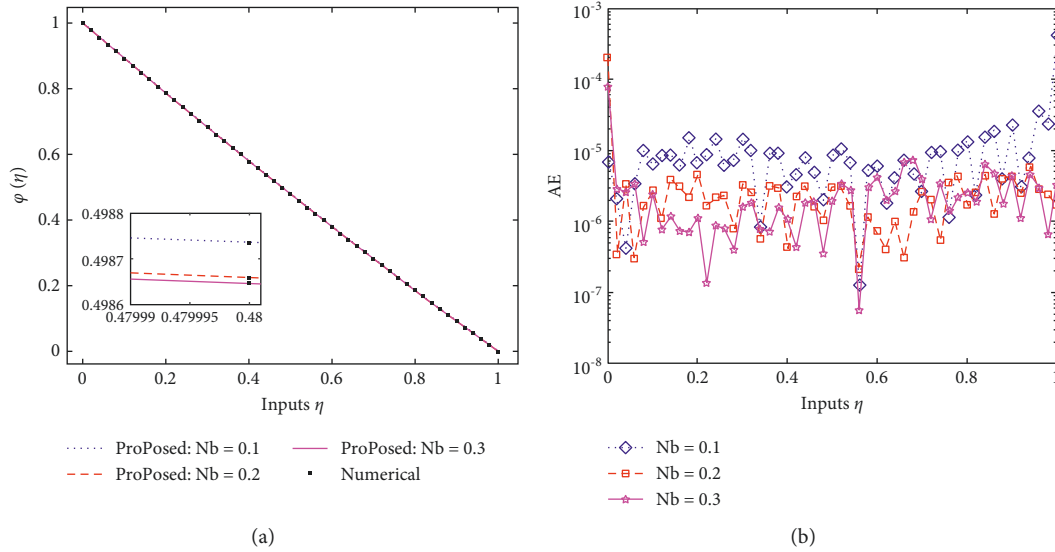 1
0.8
0.6
φ (η)
0.4
0.2
0
0.4988
0.4987
0.4986
0.47999
0.479995
0.48
0 0.2 0.4 0.6 0.8 1
Inputs η
ProPosed: Nb = 0.1
ProPosed: Nb = 0.2
ProPosed: Nb = 0.3
Numerical
(a)
10-3
10-4
10-5
AE
10-6
10-7
10-8
0 0.2 0.4 0.6 0.8 1
Inputs η
Nb = 0.1
Nb = 0.2
Nb = 0.3
(b)